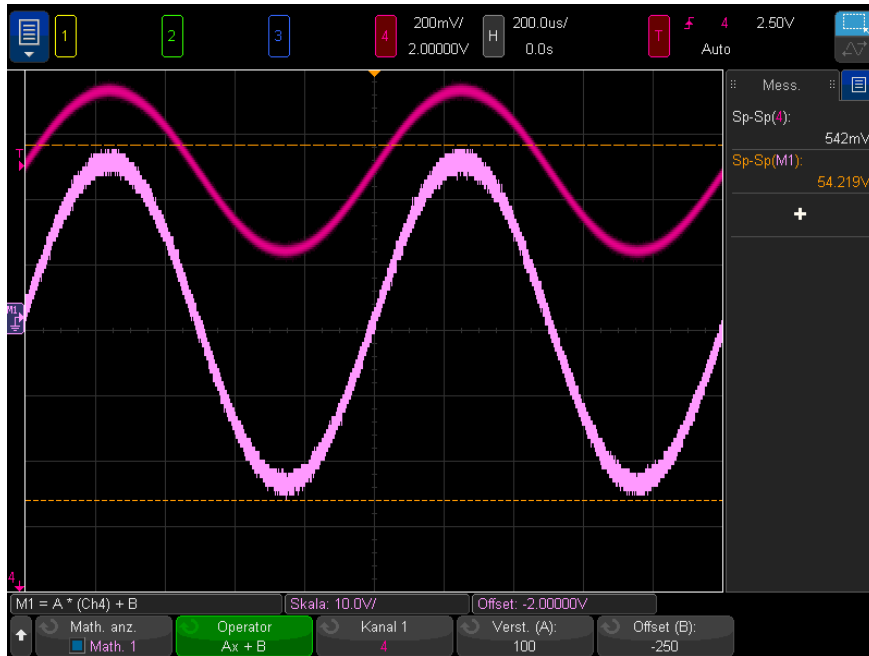 1
2
3
4
200mV/
2.00000V
H
200.0us/
0.0s
T
4
2.50V
Auto
Mess.
Sp-Sp(4):
542mV
Sp-Sp(M1):
54.219V
+
T
M1
4
M1 = A * (Ch4) + B
Skala: 10.0V/
Offset: -2.00000V
Math. anz.
Math. 1
Operator
Ax + B
Kanal 1
4
Verst. (A):
100
Offset (B):
-250